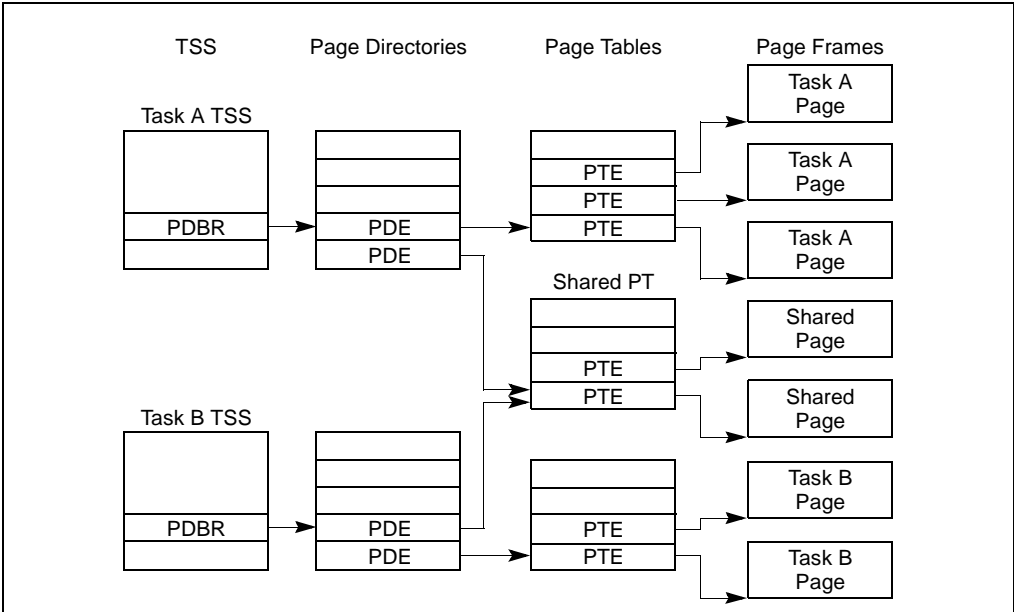 TSS
Page Directories
Page Tables
Page Frames
Task A
Page
Task A TSS
PTE
Task A
Page
PTE
PDBR
PDE
PTE
Task A
Page
PDE
Shared PT
Shared
Page
PTE
PTE
Shared
Page
Task B TSS
Task B
Page
PDBR
PDE
PTE
PDE
PTE
Task B
Page